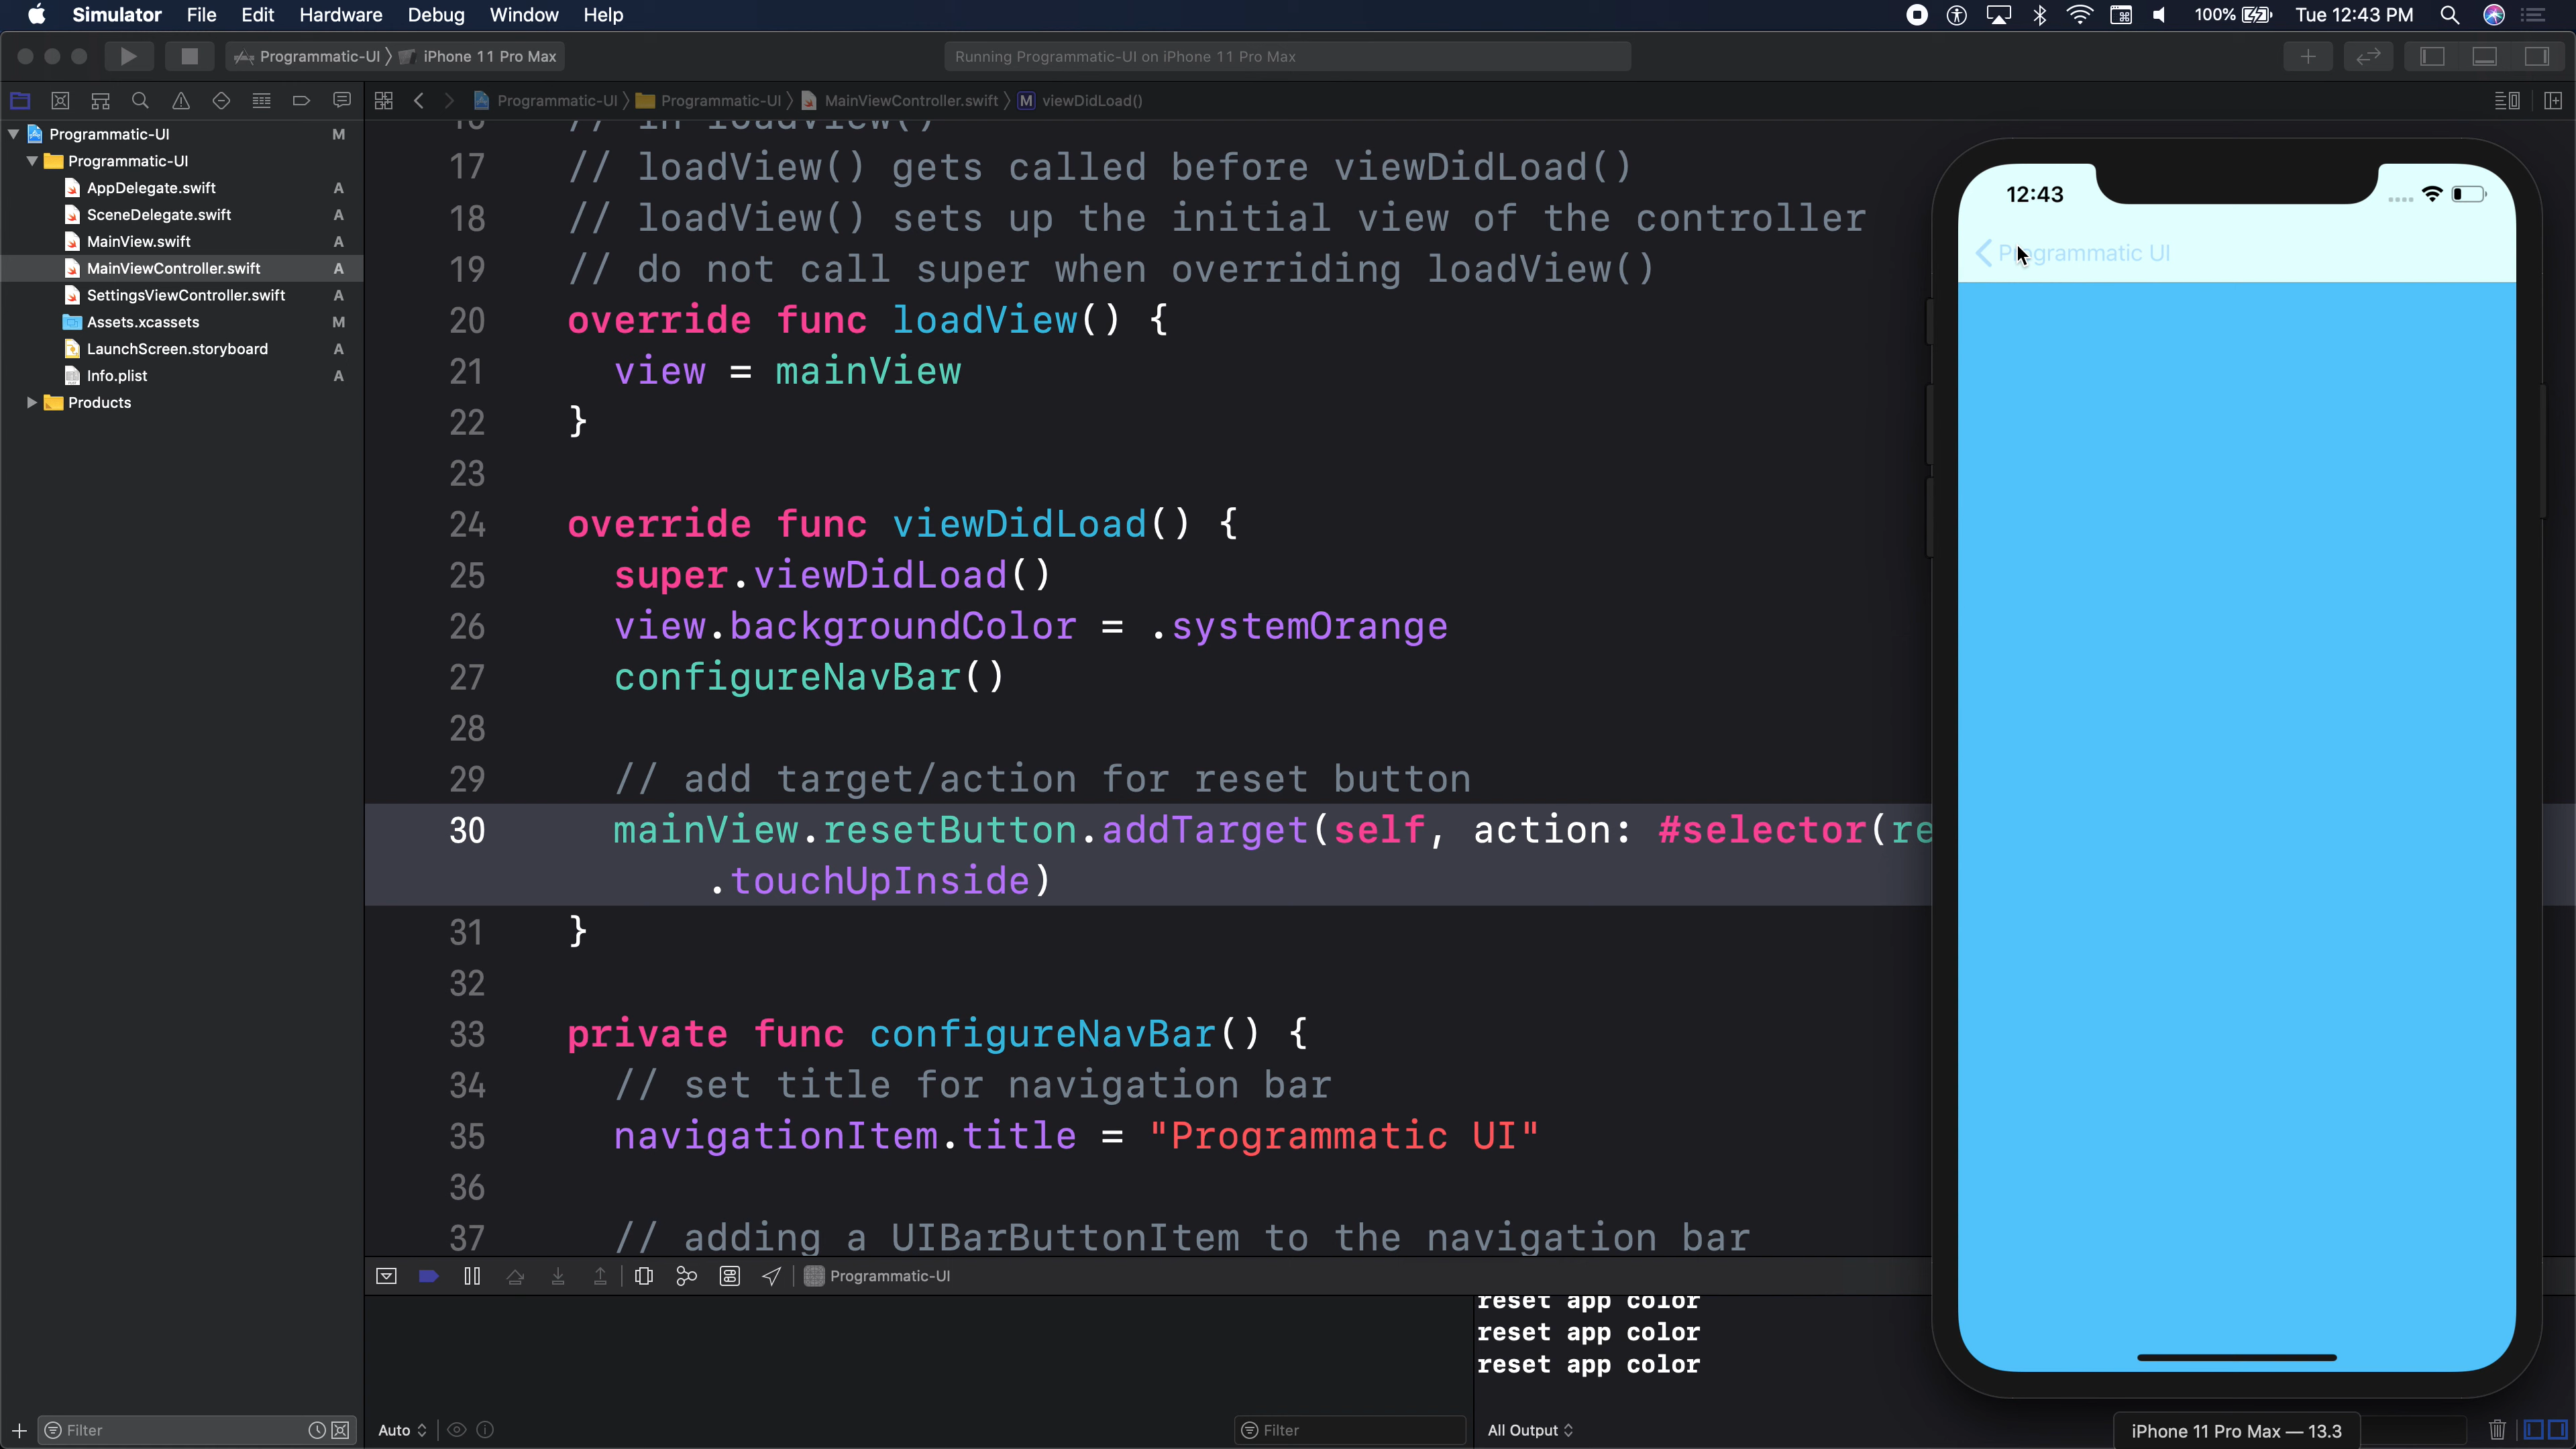 Simulator File Edit Hardware Debug Window Help 100% Tue 12:43 PM
Programmatic-UI iPhone 11 Pro Max Running Programmatic-UI on iPhone 11 Pro Max
Programmatic-UI Programmatic-UI MainViewController.swift M viewDidLoad()
Programmatic-UI M
Programmatic-UI
AppDelegate.swift A
SceneDelegate.swift A
MainView.swift A
MainViewController.swift A
SettingsViewController.swift A
Assets.xcassets M
LaunchScreen.storyboard A
Info.plist A
Products
Filter
16 // in loadView()
17 // loadView() gets called before viewDidLoad()
18 // loadView() sets up the initial view of the controller
19 // do not call super when overriding loadView()
20 override func loadView() {
21 view = mainView
22 }
23
24 override func viewDidLoad() {
25 super.viewDidLoad()
26 view.backgroundColor = .systemOrange
27 configureNavBar()
28
29 // add target/action for reset button
30 mainView.resetButton.addTarget(self, action: #selector(re
.touchUpInside)
31 }
32
33 private func configureNavBar() {
34 // set title for navigation bar
35 navigationItem.title = "Programmatic UI"
36
37 // adding a UIBarButtonItem to the navigation bar
Programmatic-UI
reset app color
reset app color
reset app color
Auto Filter All Output
12:43
Programmatic UI
iPhone 11 Pro Max — 13.3